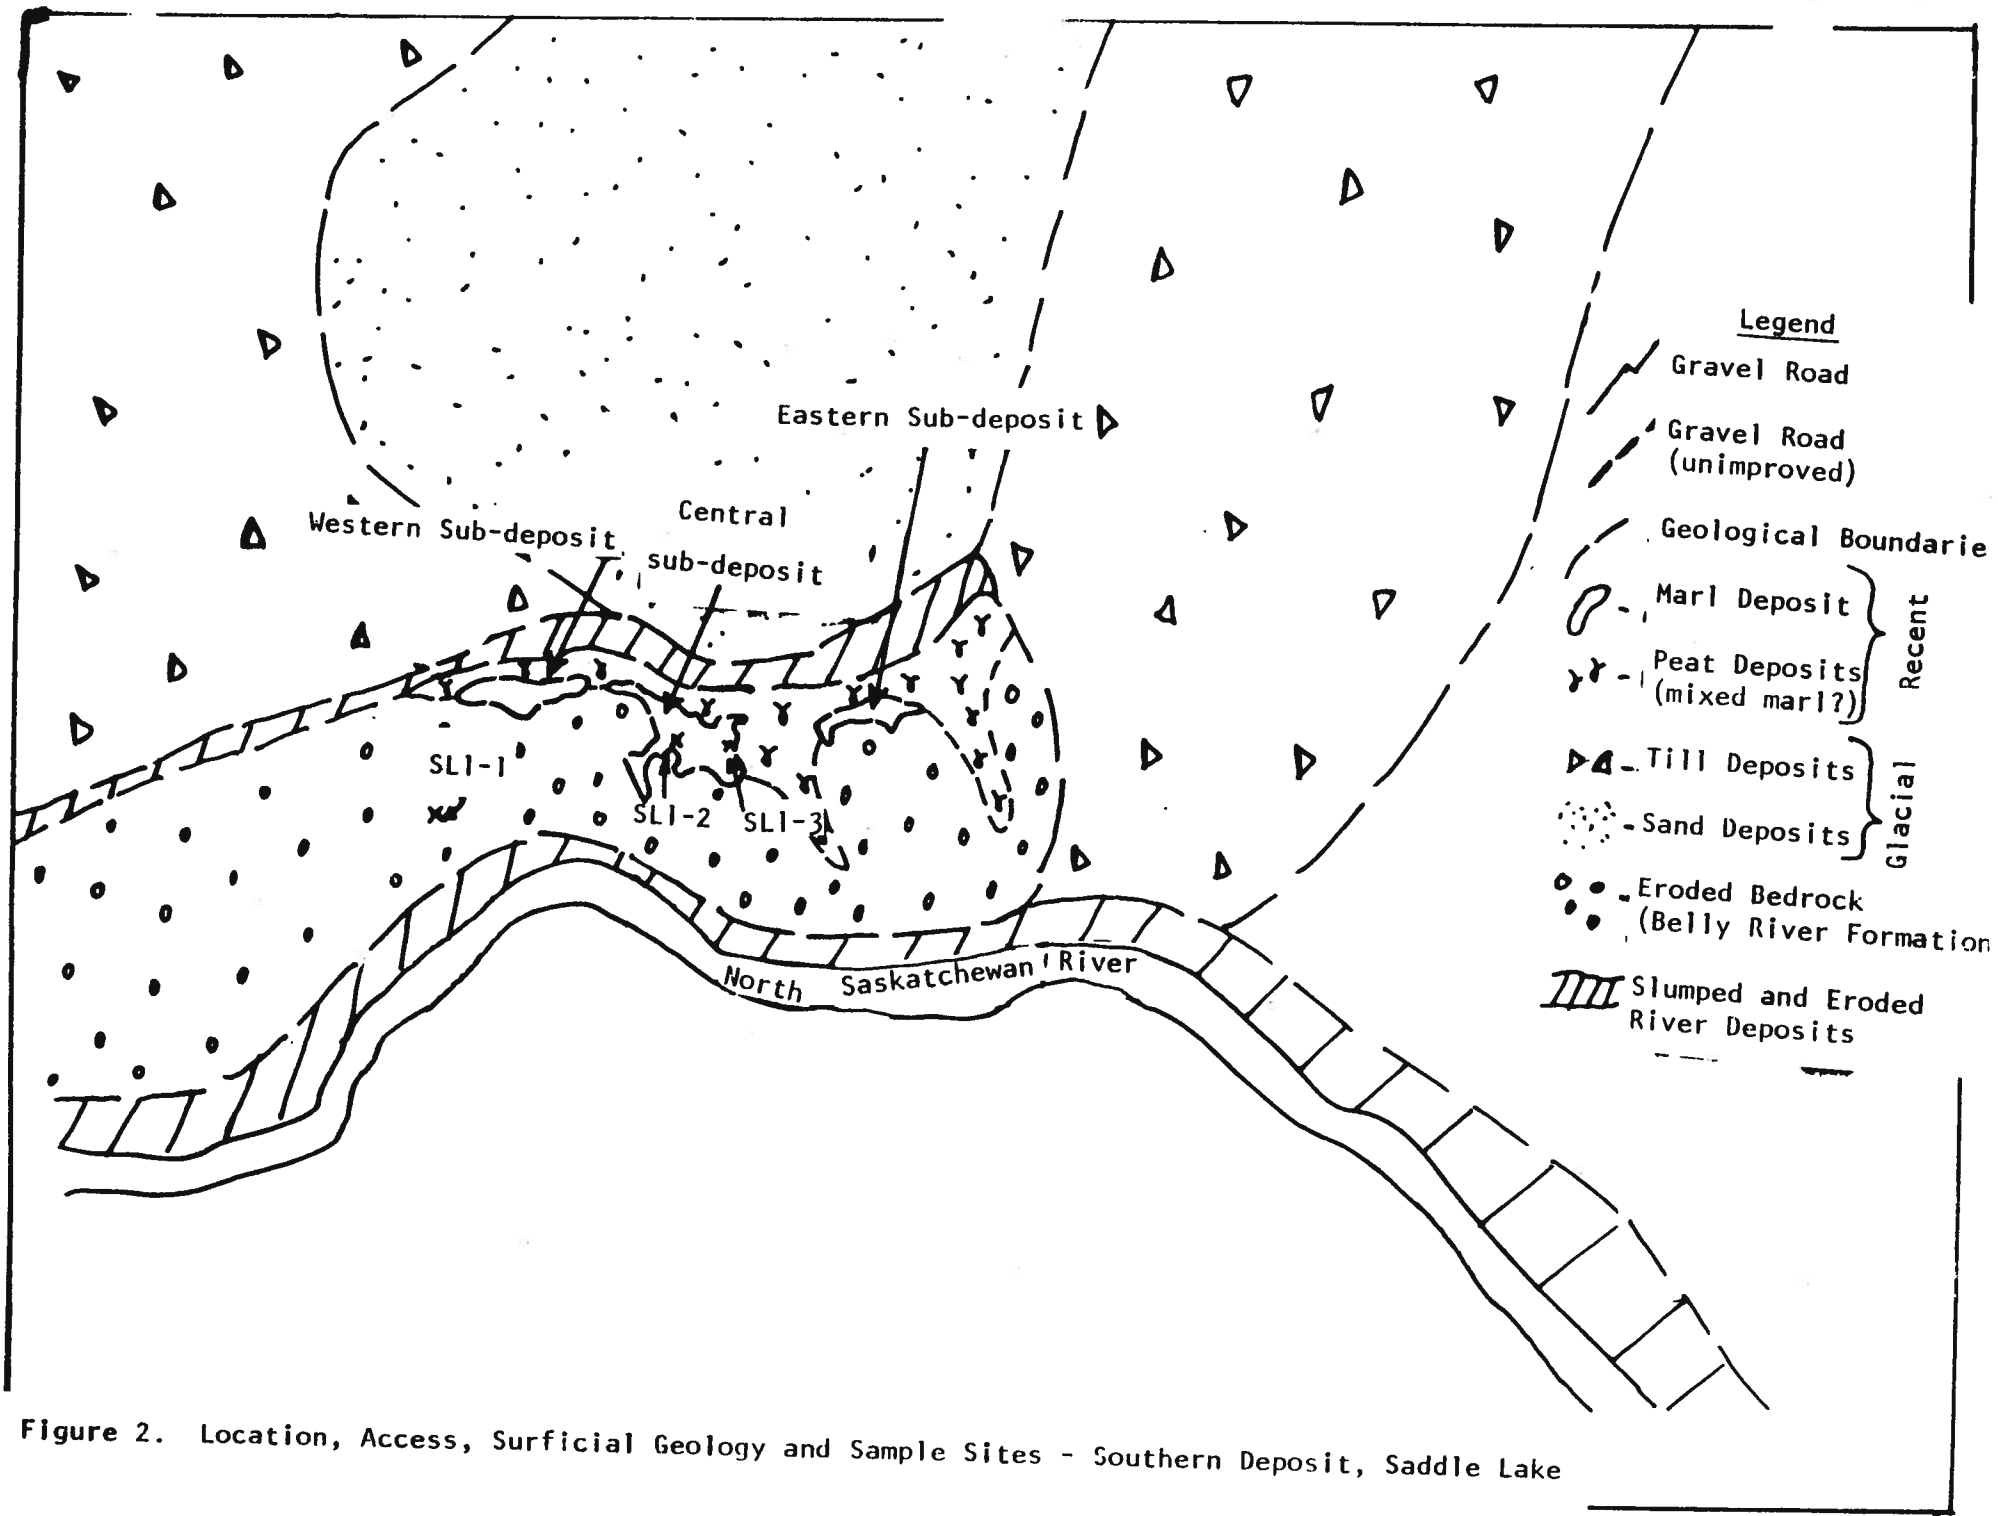 Legend
Gravel Road
Gravel Road
(unimproved)
Geological Boundarie
Marl Deposit
Peat Deposits
(mixed marl?)
Recent
Till Deposits
Sand Deposits
Glacial
Eroded Bedrock
(Belly River Formation
Slumped and Eroded
River Deposits
Eastern Sub-deposit
Western Sub-deposit
Central
sub-deposit
SL1-1
SL1-2
SL1-3
North Saskatchewan River
Figure 2. Location, Access, Surficial Geology and Sample Sites - Southern Deposit, Saddle Lake